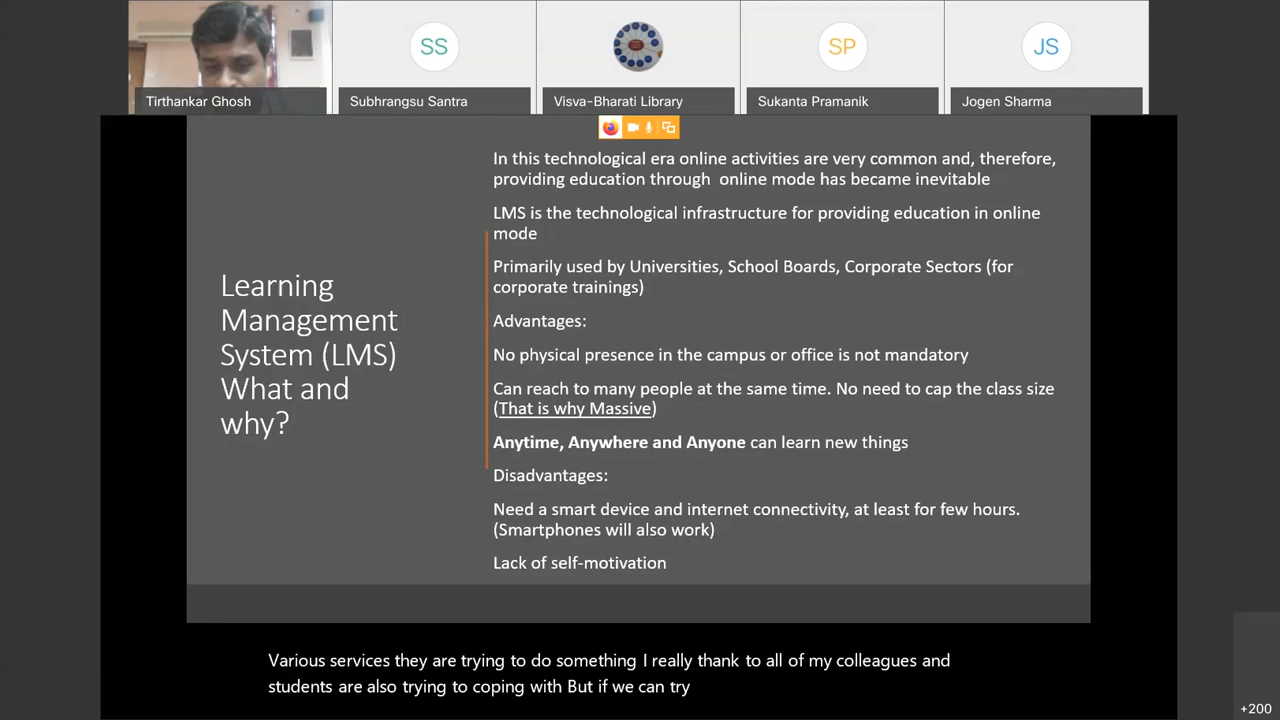 SS
SP
JS
Tirthankar Ghosh
Subhrangsu Santra
Visva-Bharati Library
Sukanta Pramanik
Jogen Sharma
Learning
Management
System (LMS)
What and
why?
In this technological era online activities are very common and, therefore,
providing education through online mode has became inevitable
LMS is the technological infrastructure for providing education in online
mode
Primarily used by Universities, School Boards, Corporate Sectors (for
corporate trainings)
Advantages:
No physical presence in the campus or office is not mandatory
Can reach to many people at the same time. No need to cap the class size
(That is why Massive)
Anytime, Anywhere and Anyone can learn new things
Disadvantages:
Need a smart device and internet connectivity, at least for few hours.
(Smartphones will also work)
Lack of self-motivation
Various services they are trying to do something I really thank to all of my colleagues and
students are also trying to coping with But if we can try
+200